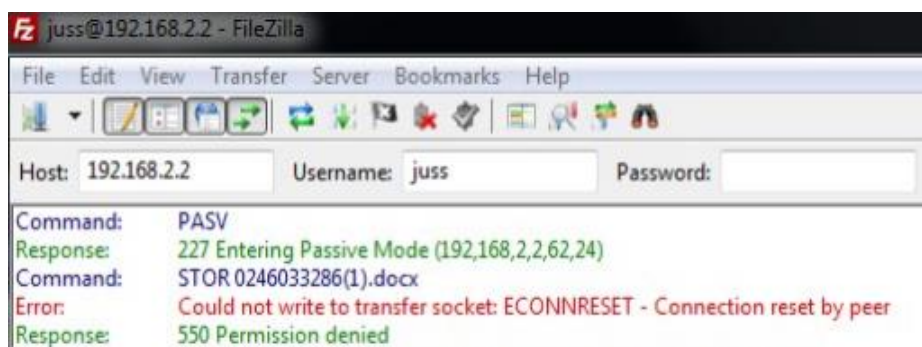 Fz juss@192.168.2.2 - FileZilla
File Edit View Transfer Server Bookmarks Help
Host: 192.168.2.2 Username: juss Password:
Command: PASV
Response: 227 Entering Passive Mode (192,168,2,2,62,24)
Command: STOR 0246033286(1).docx
Error: Could not write to transfer socket: ECONNRESET - Connection reset by peer
Response: 550 Permission denied